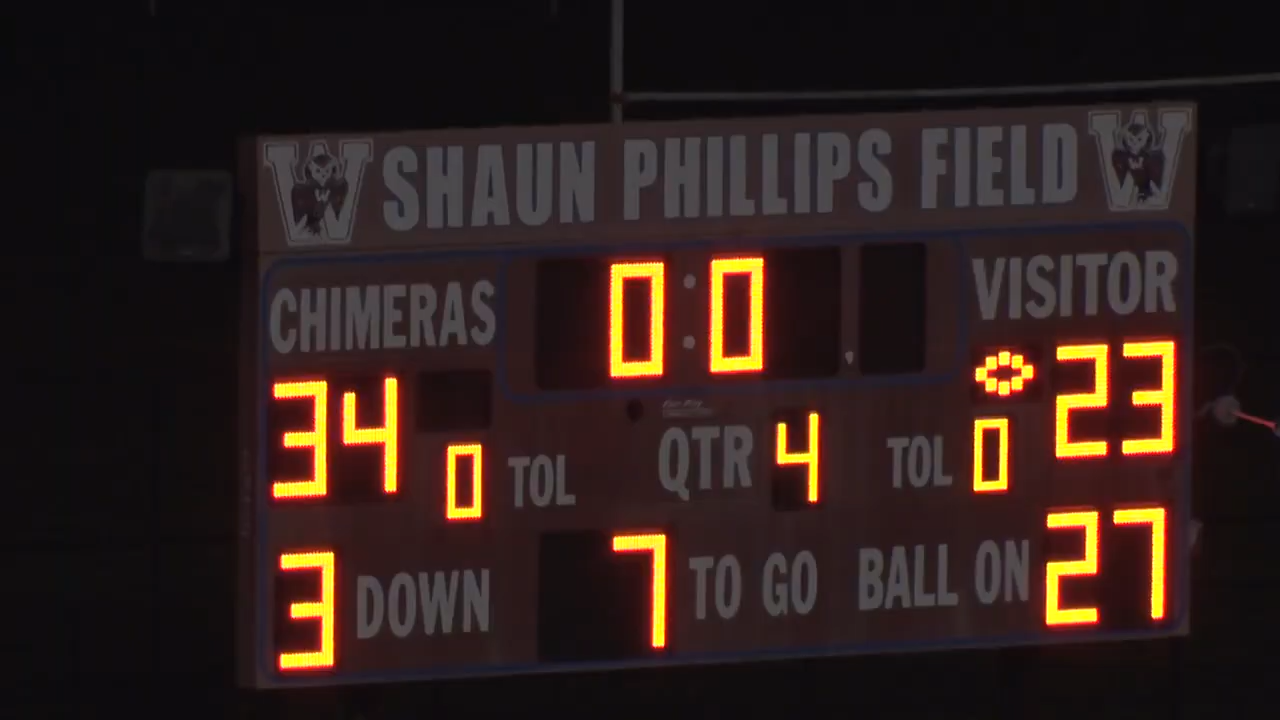 W SHAUN PHILLIPS FIELD W
CHIMERAS 0:0 VISITOR
34 0 TOL QTR 4 TOL 0 23
3 DOWN 7 TO GO BALL ON 27